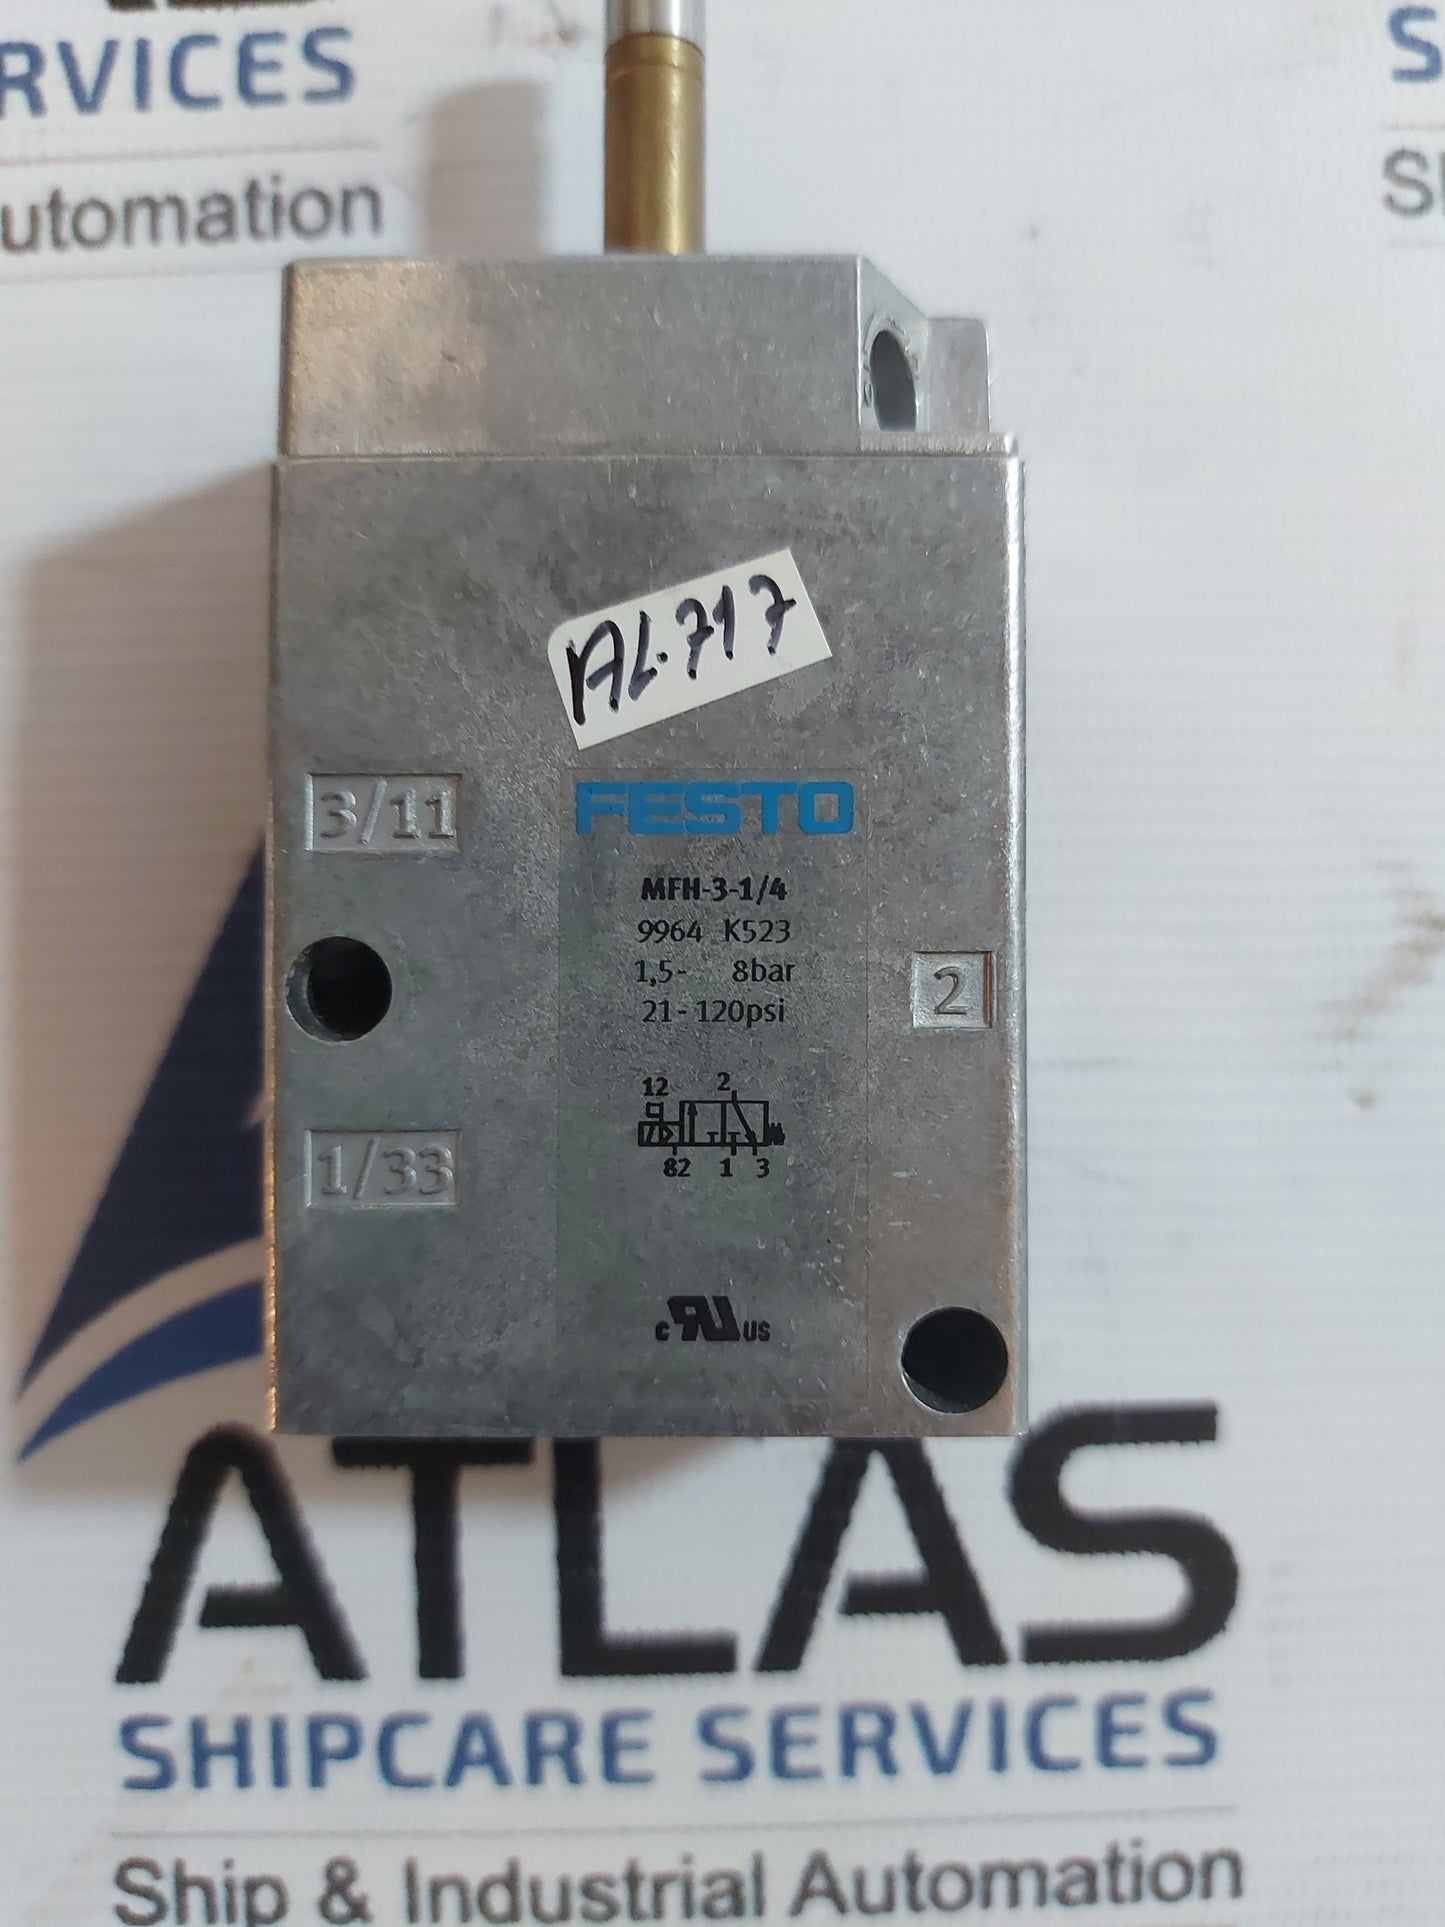 RVICES
S
utomation
AL.717
3/11
FESTO
MFH-3-1/4
9964 K523
1,5- 8bar
21-120psi
2
12 2
82 1 3
1/33
c RU US
ATLAS
SHIPCARE SERVICES
Ship & Industrial Automation